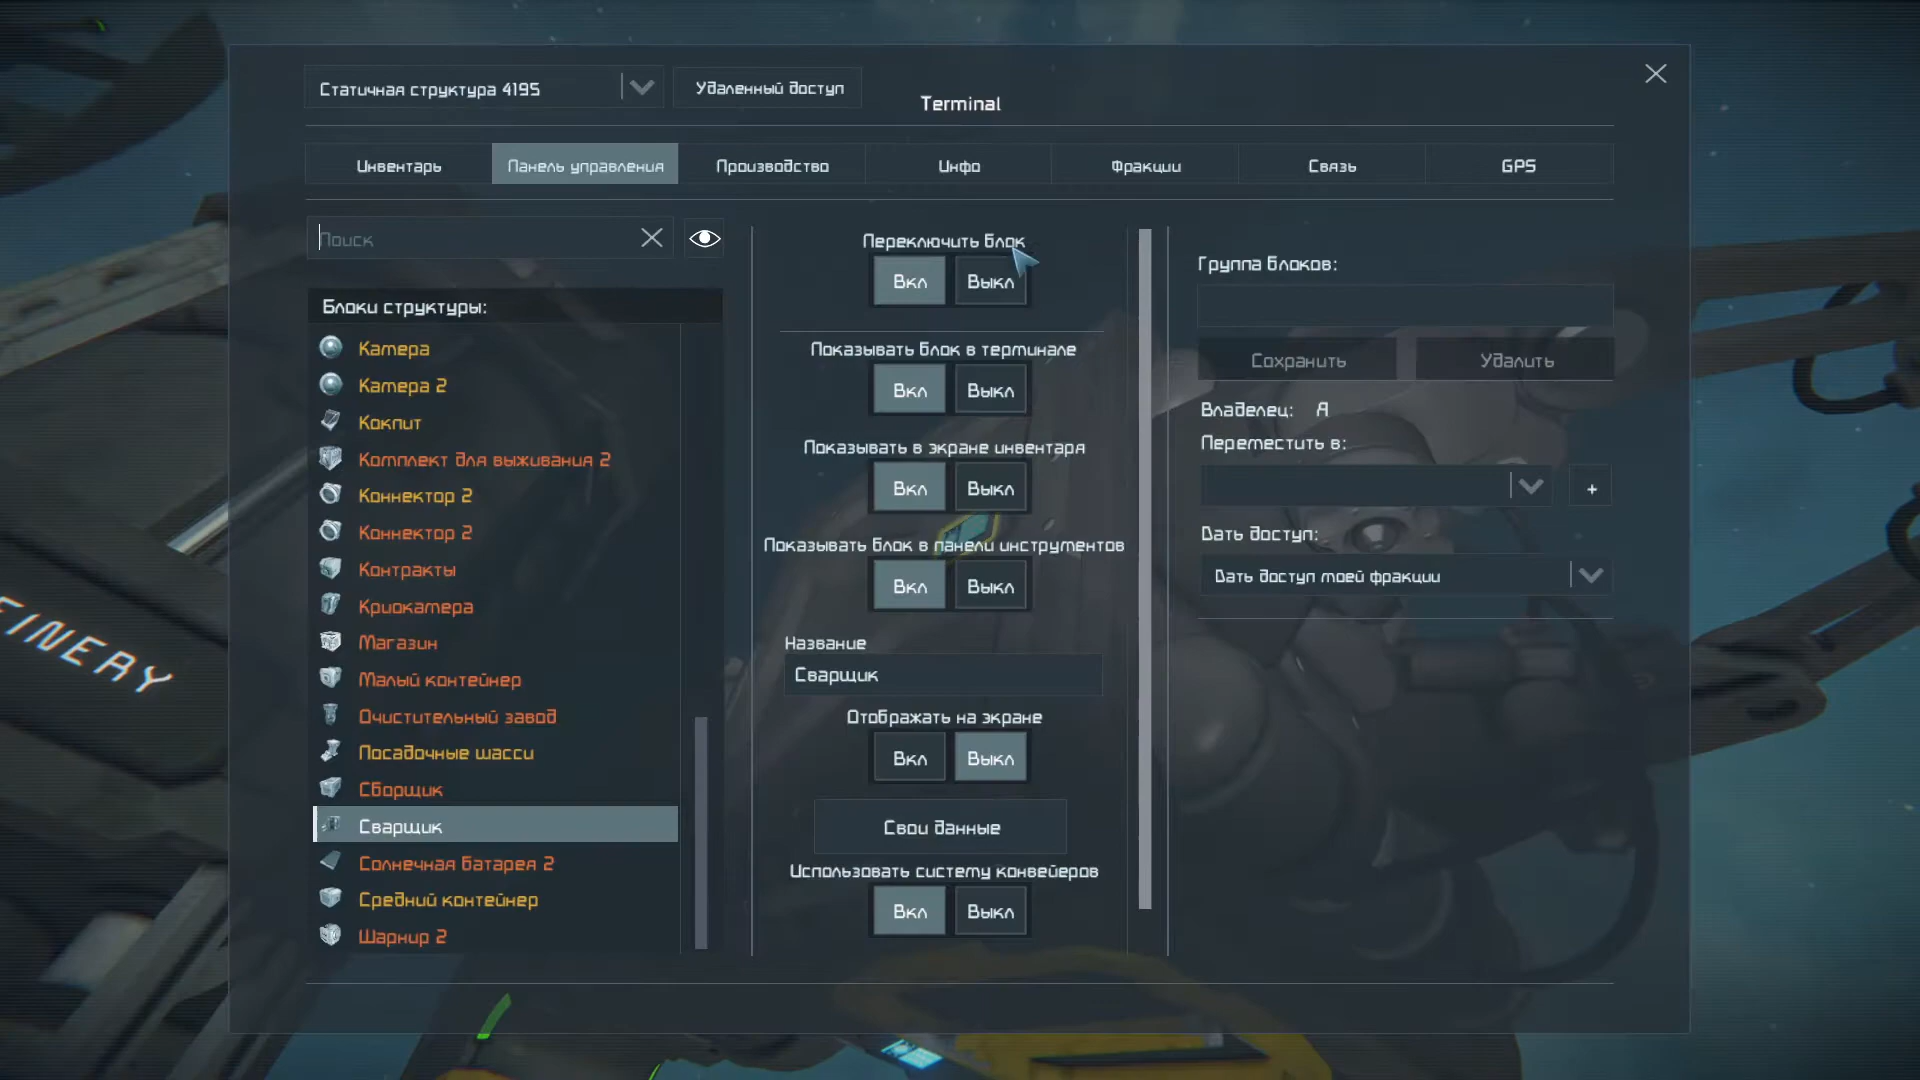 Статичная структура 4195
Удаленный доступ
Terminal
Инвентарь
Панель управления
Производство
Инфо
Фракции
Связь
GPS
Поиск
Блоки структуры:
Камера
Камера 2
Кокпит
Комплект для выживания 2
Коннектор 2
Коннектор 2
Контракты
Криокамера
Магазин
Малый контейнер
Очистительный завод
Посадочные шасси
Сборщик
Сварщик
Солнечная батарея 2
Средний контейнер
Шарнир 2
Переключить блок
Вкл Выкл
Показывать блок в терминале
Вкл Выкл
Показывать в экране инвентаря
Вкл Выкл
Показывать блок в панели инструментов
Вкл Выкл
Название
Сварщик
Отображать на экране
Вкл Выкл
Свои данные
Использовать систему конвейеров
Вкл Выкл
Группа блоков:
Сохранить
Удалить
Владелец: Я
Переместить в:
+
Дать доступ:
Дать доступ моей фракции
FINERY